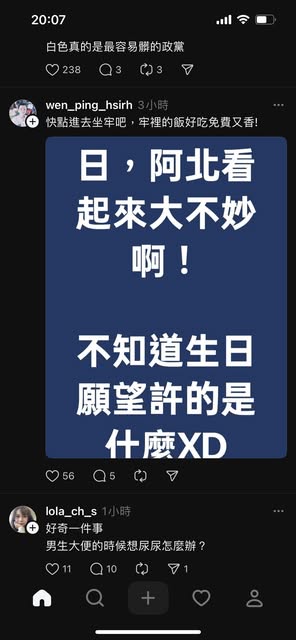 20:07
白色真的是最容易髒的政黨
238 3 3
wen_ping_hsirh 3小時
快點進去坐牢吧，牢裡的飯好吃免費又香!
日，阿北看
起來大不妙
啊！
不知道生日
願望許的是
什麼XD
56 5
lola_ch_s 1小時
好奇一件事
男生大便的時候想尿尿怎麼辦？
11 10 1